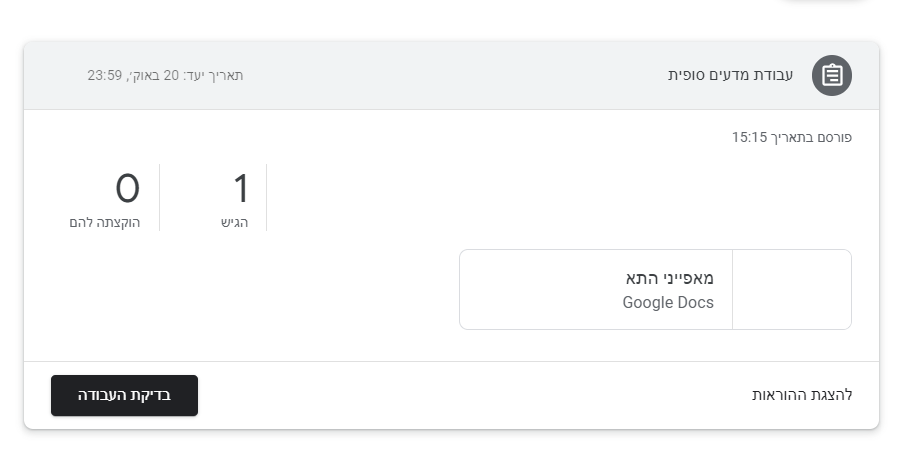 עבודת מדעים סופית
תאריך יעד: 20 באוק׳, 23:59
פורסם בתאריך 15:15
1
הגיש
0
הוקצתה להם
מאפייני התא
Google Docs
להצגת ההוראות
בדיקת העבודה